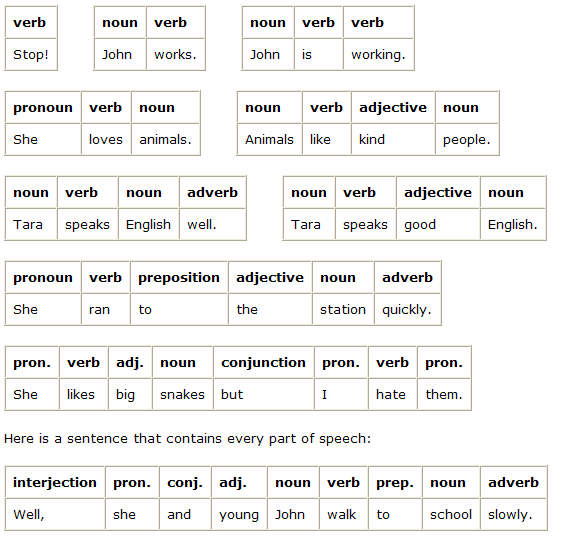 verb noun verb noun verb verb
Stop! John works. John is working.
pronoun verb noun noun verb adjective noun
She loves animals. Animals like kind people.
noun verb noun adverb noun verb adjective noun
Tara speaks English well. Tara speaks good English.
pronoun verb preposition adjective noun adverb
She ran to the station quickly.
pron. verb adj. noun conjunction pron. verb pron.
She likes big snakes but I hate them.
Here is a sentence that contains every part of speech:
interjection pron. conj. adj. noun verb prep. noun adverb
Well, she and young John walk to school slowly.